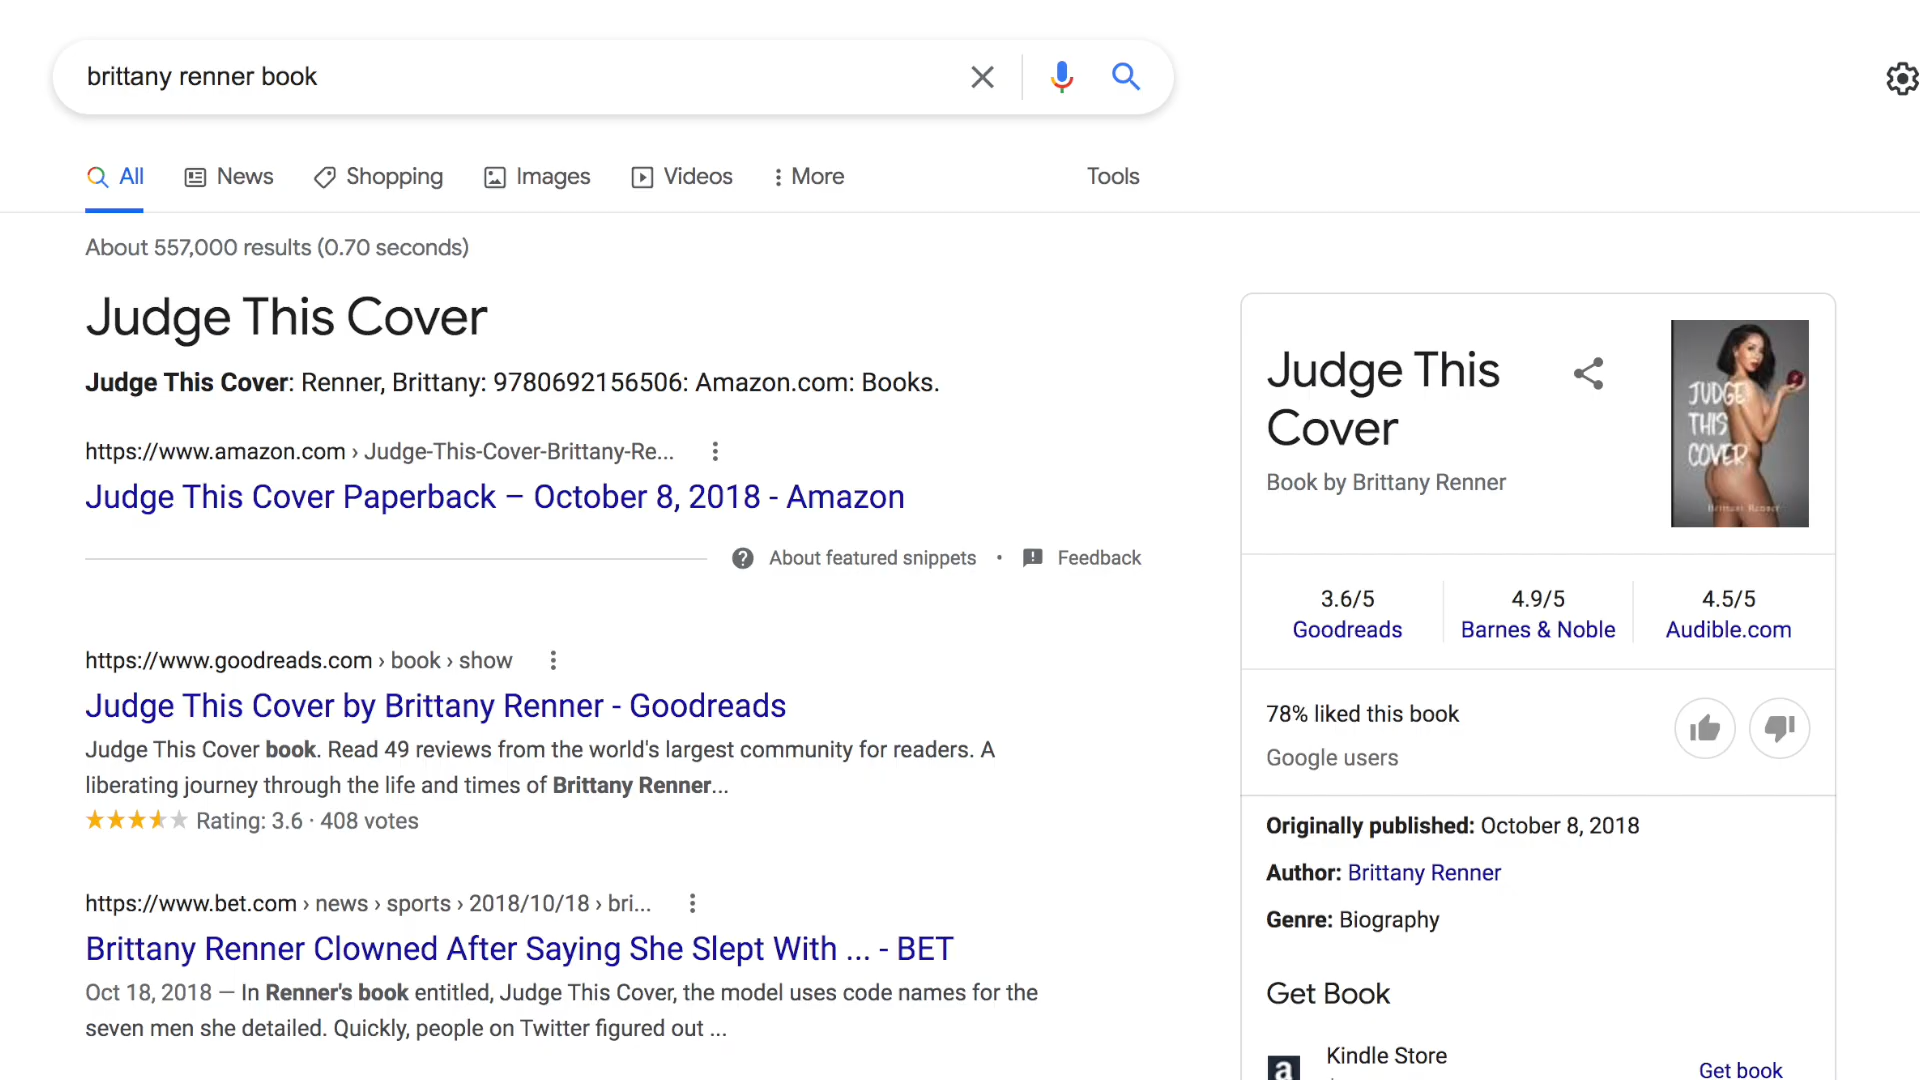 brittany renner book
All
News
Shopping
Images
Videos
More
Tools
About 557,000 results (0.70 seconds)
Judge This Cover
Judge This Cover: Renner, Brittany: 9780692156506: Amazon.com: Books.
https://www.amazon.com › Judge-This-Cover-Brittany-Re...
Judge This Cover Paperback – October 8, 2018 - Amazon
About featured snippets • Feedback
https://www.goodreads.com › book › show
Judge This Cover by Brittany Renner - Goodreads
Judge This Cover book. Read 49 reviews from the world's largest community for readers. A
liberating journey through the life and times of Brittany Renner...
Rating: 3.6 · 408 votes
https://www.bet.com › news › sports › 2018/10/18 › bri...
Brittany Renner Clowned After Saying She Slept With ... - BET
Oct 18, 2018 — In Renner's book entitled, Judge This Cover, the model uses code names for the
seven men she detailed. Quickly, people on Twitter figured out ...
Judge This
Cover
Book by Brittany Renner
JUDGE
THIS
COVER
Brittany Renner
3.6/5
Goodreads
4.9/5
Barnes & Noble
4.5/5
Audible.com
78% liked this book
Google users
Originally published: October 8, 2018
Author: Brittany Renner
Genre: Biography
Get Book
a
Kindle Store
Get book